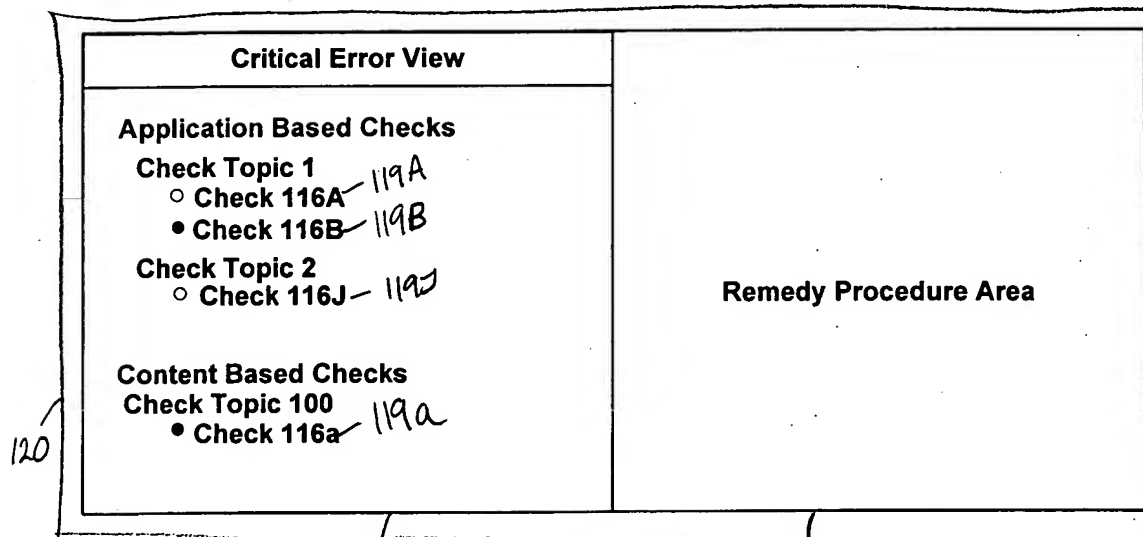 Critical Error View
Application Based Checks
Check Topic 1
○ Check 116A 119A
● Check 116B 119B
Check Topic 2
○ Check 116J 119J
Remedy Procedure Area
Content Based Checks
Check Topic 100
● Check 116a 119a
120